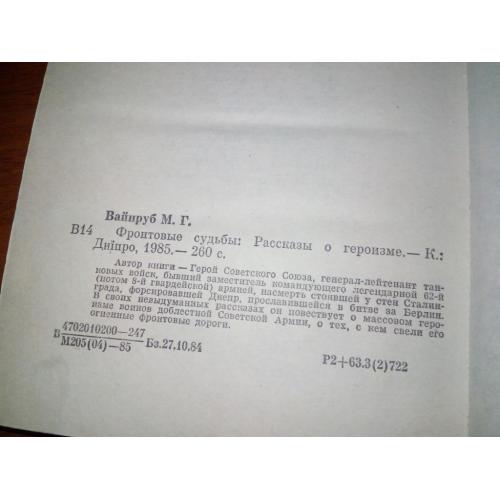 Вайнруб М. Г.
В14 Фронтовые судьбы: Рассказы о героизме.— К.:
Дніпро, 1985.— 260 с.
Автор книги — Герой Советского Союза, генерал-лейтенант тан-
ковых войск, бывший заместитель командующего легендарной 62-й
(потом 8-й гвардейской) армией, насмерть стоявшей у стен Сталин-
града, форсировавшей Днепр, прославившейся в битве за Берлин.
В своих невыдуманных рассказах он повествует о массовом геро-
изме воинов доблестной Советской Армии, о тех, с кем свели его
огненные фронтовые дороги.
В 4702010200—247
М205(04)—85 Бз.27.10.84
Р2+63.3(2)722